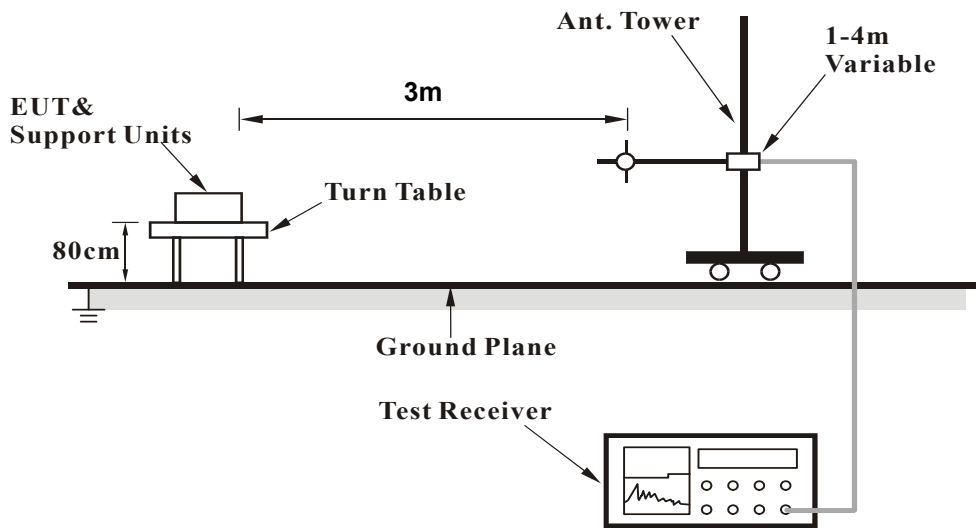 Ant. Tower
1-4m
Variable
3m
EUT&
Support Units
Turn Table
80cm
Ground Plane
Test Receiver